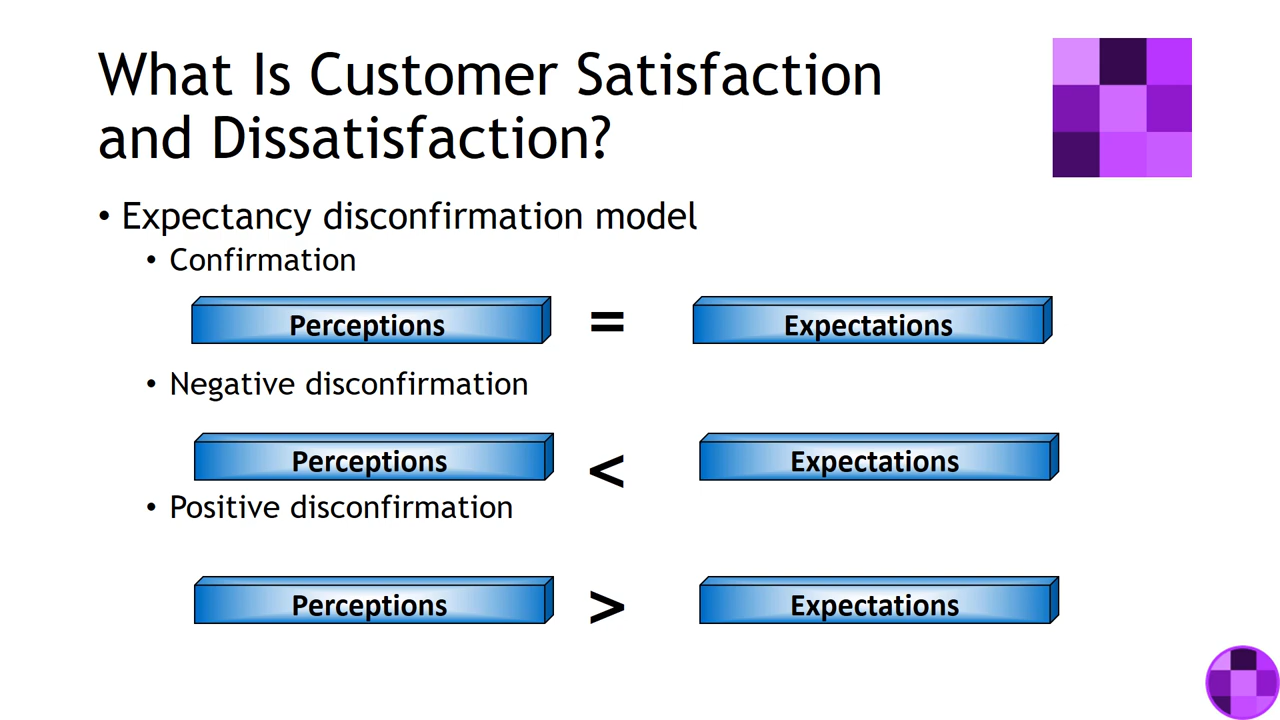 What Is Customer Satisfaction
and Dissatisfaction?
• Expectancy disconfirmation model
• Confirmation
Perceptions = Expectations
• Negative disconfirmation
Perceptions < Expectations
• Positive disconfirmation
Perceptions > Expectations